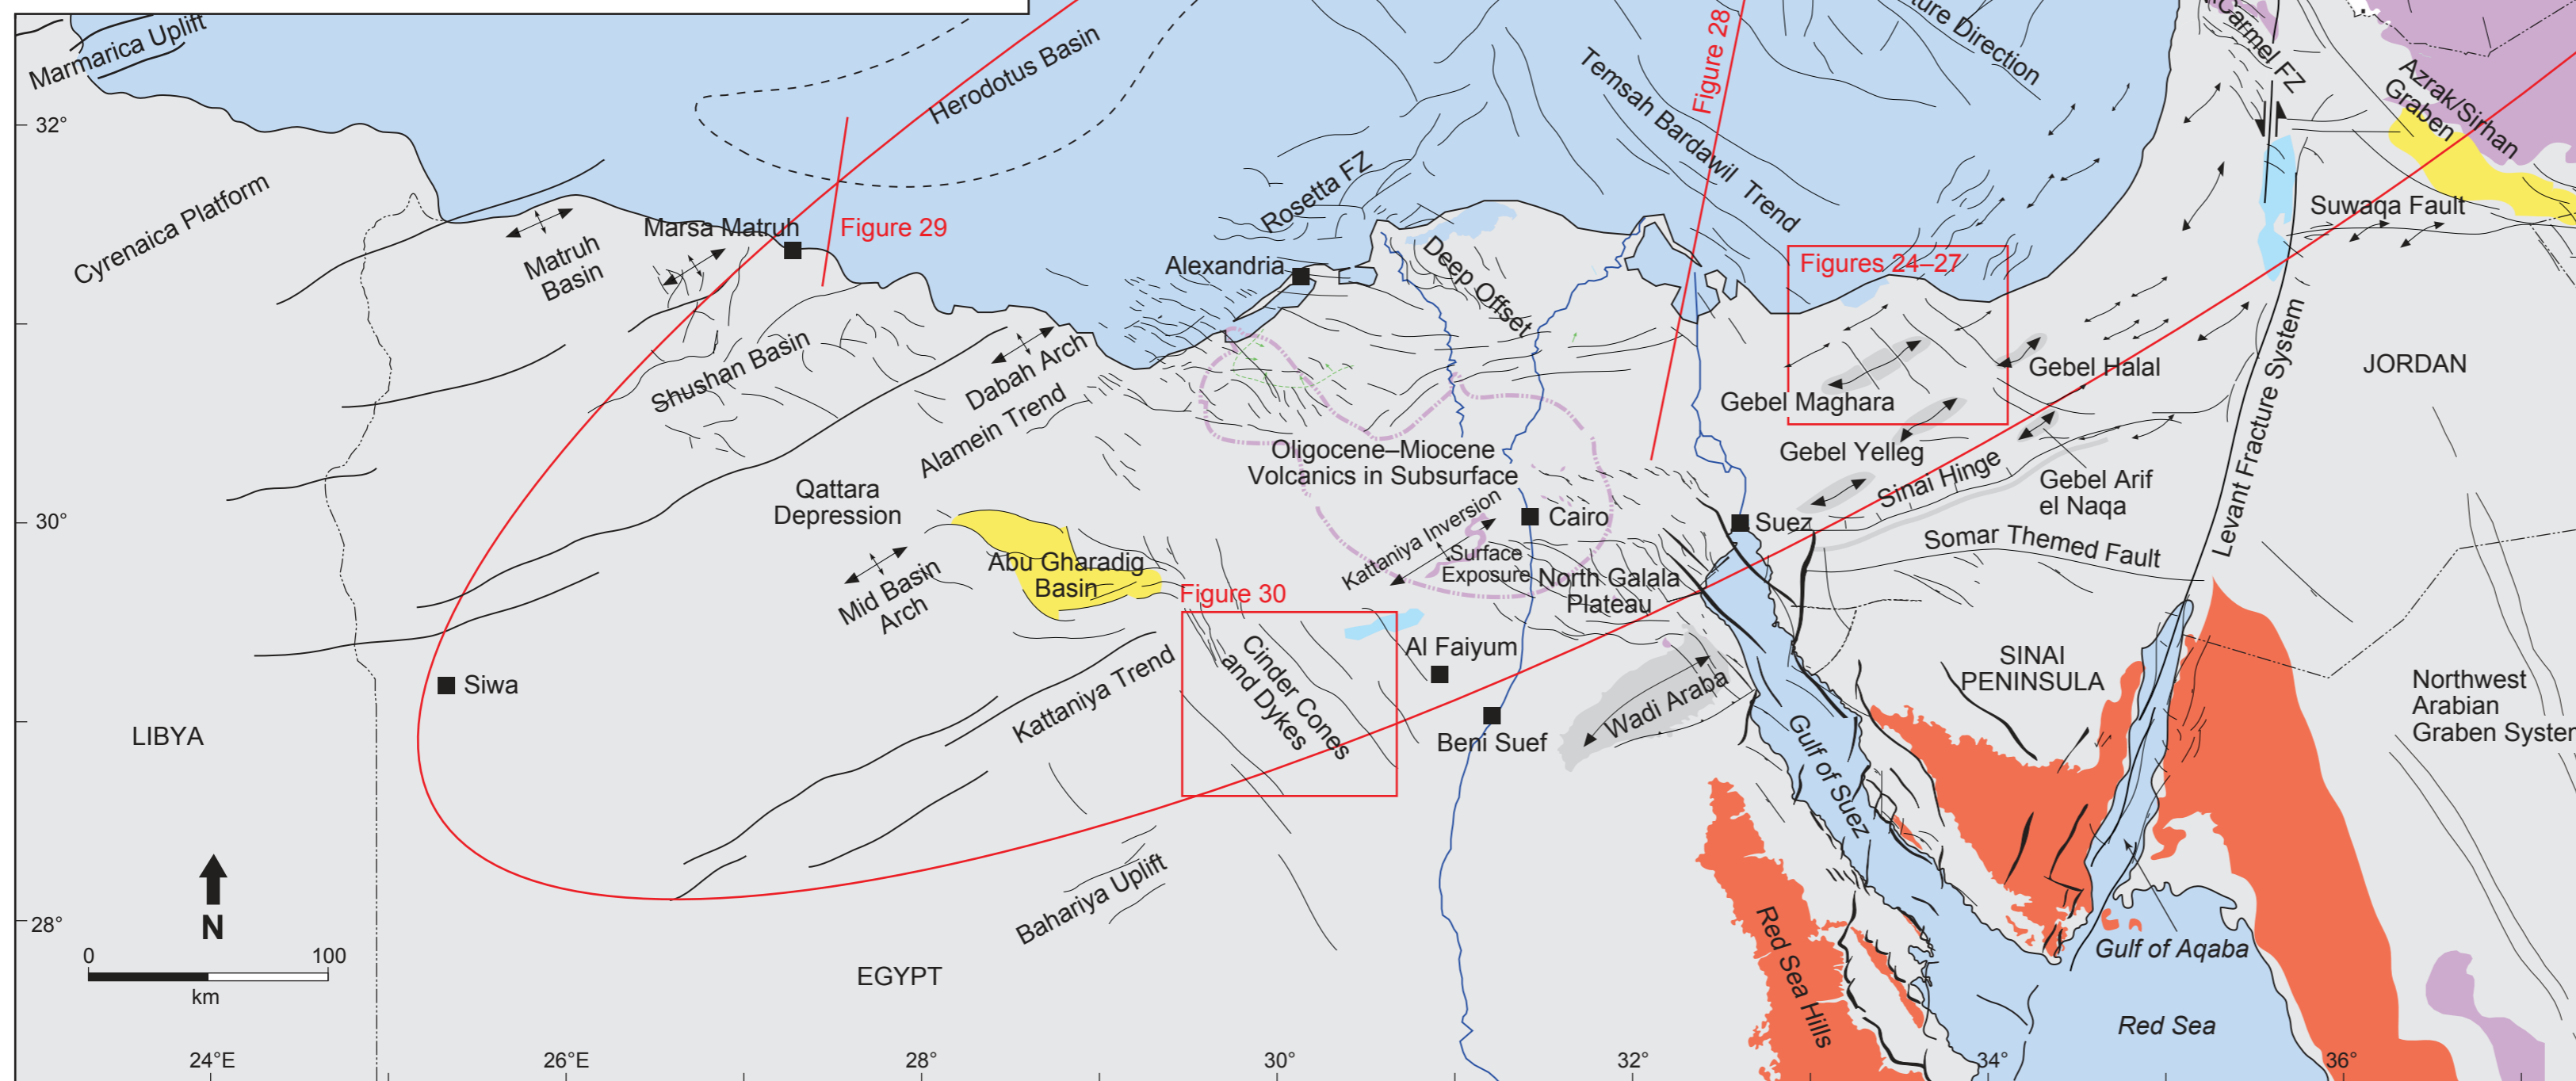 Marmarica Uplift
Herodotus Basin
Figure 28
ture Direction
Carmel FZ
Azrak/Sirhan
Graben
Temsah Bardawil Trend
32°
Cyrenaica Platform
Matruh
Basin
Marsa Matruh
Figure 29
Rosetta FZ
Alexandria
Deep Offset
Figures 24–27
Suwaqa Fault
Shushan Basin
Dabah Arch
Alamein Trend
Gebel Maghara
Gebel Halal
Levant Fracture System
JORDAN
Oligocene–Miocene
Volcanics in Subsurface
Gebel Yelleg
Sinai Hinge
Gebel Arif
el Naqa
Qattara
Depression
30°
Kattaniya Inversion
Cairo
Suez
Surface
Exposure
Somar Themed Fault
Abu Gharadig
Basin
Mid Basin
Arch
Figure 30
North Galala
Plateau
Cinder Cones
and Dykes
Al Faiyum
Siwa
Kattaniya Trend
Wadi Araba
SINAI
PENINSULA
Northwest
Arabian
Graben System
LIBYA
Beni Suef
Gulf of Suez
Bahariya Uplift
28°
N
0 100
km
EGYPT
Red Sea Hills
Gulf of Aqaba
Red Sea
24°E 26°E 28° 30° 32° 34° 36°